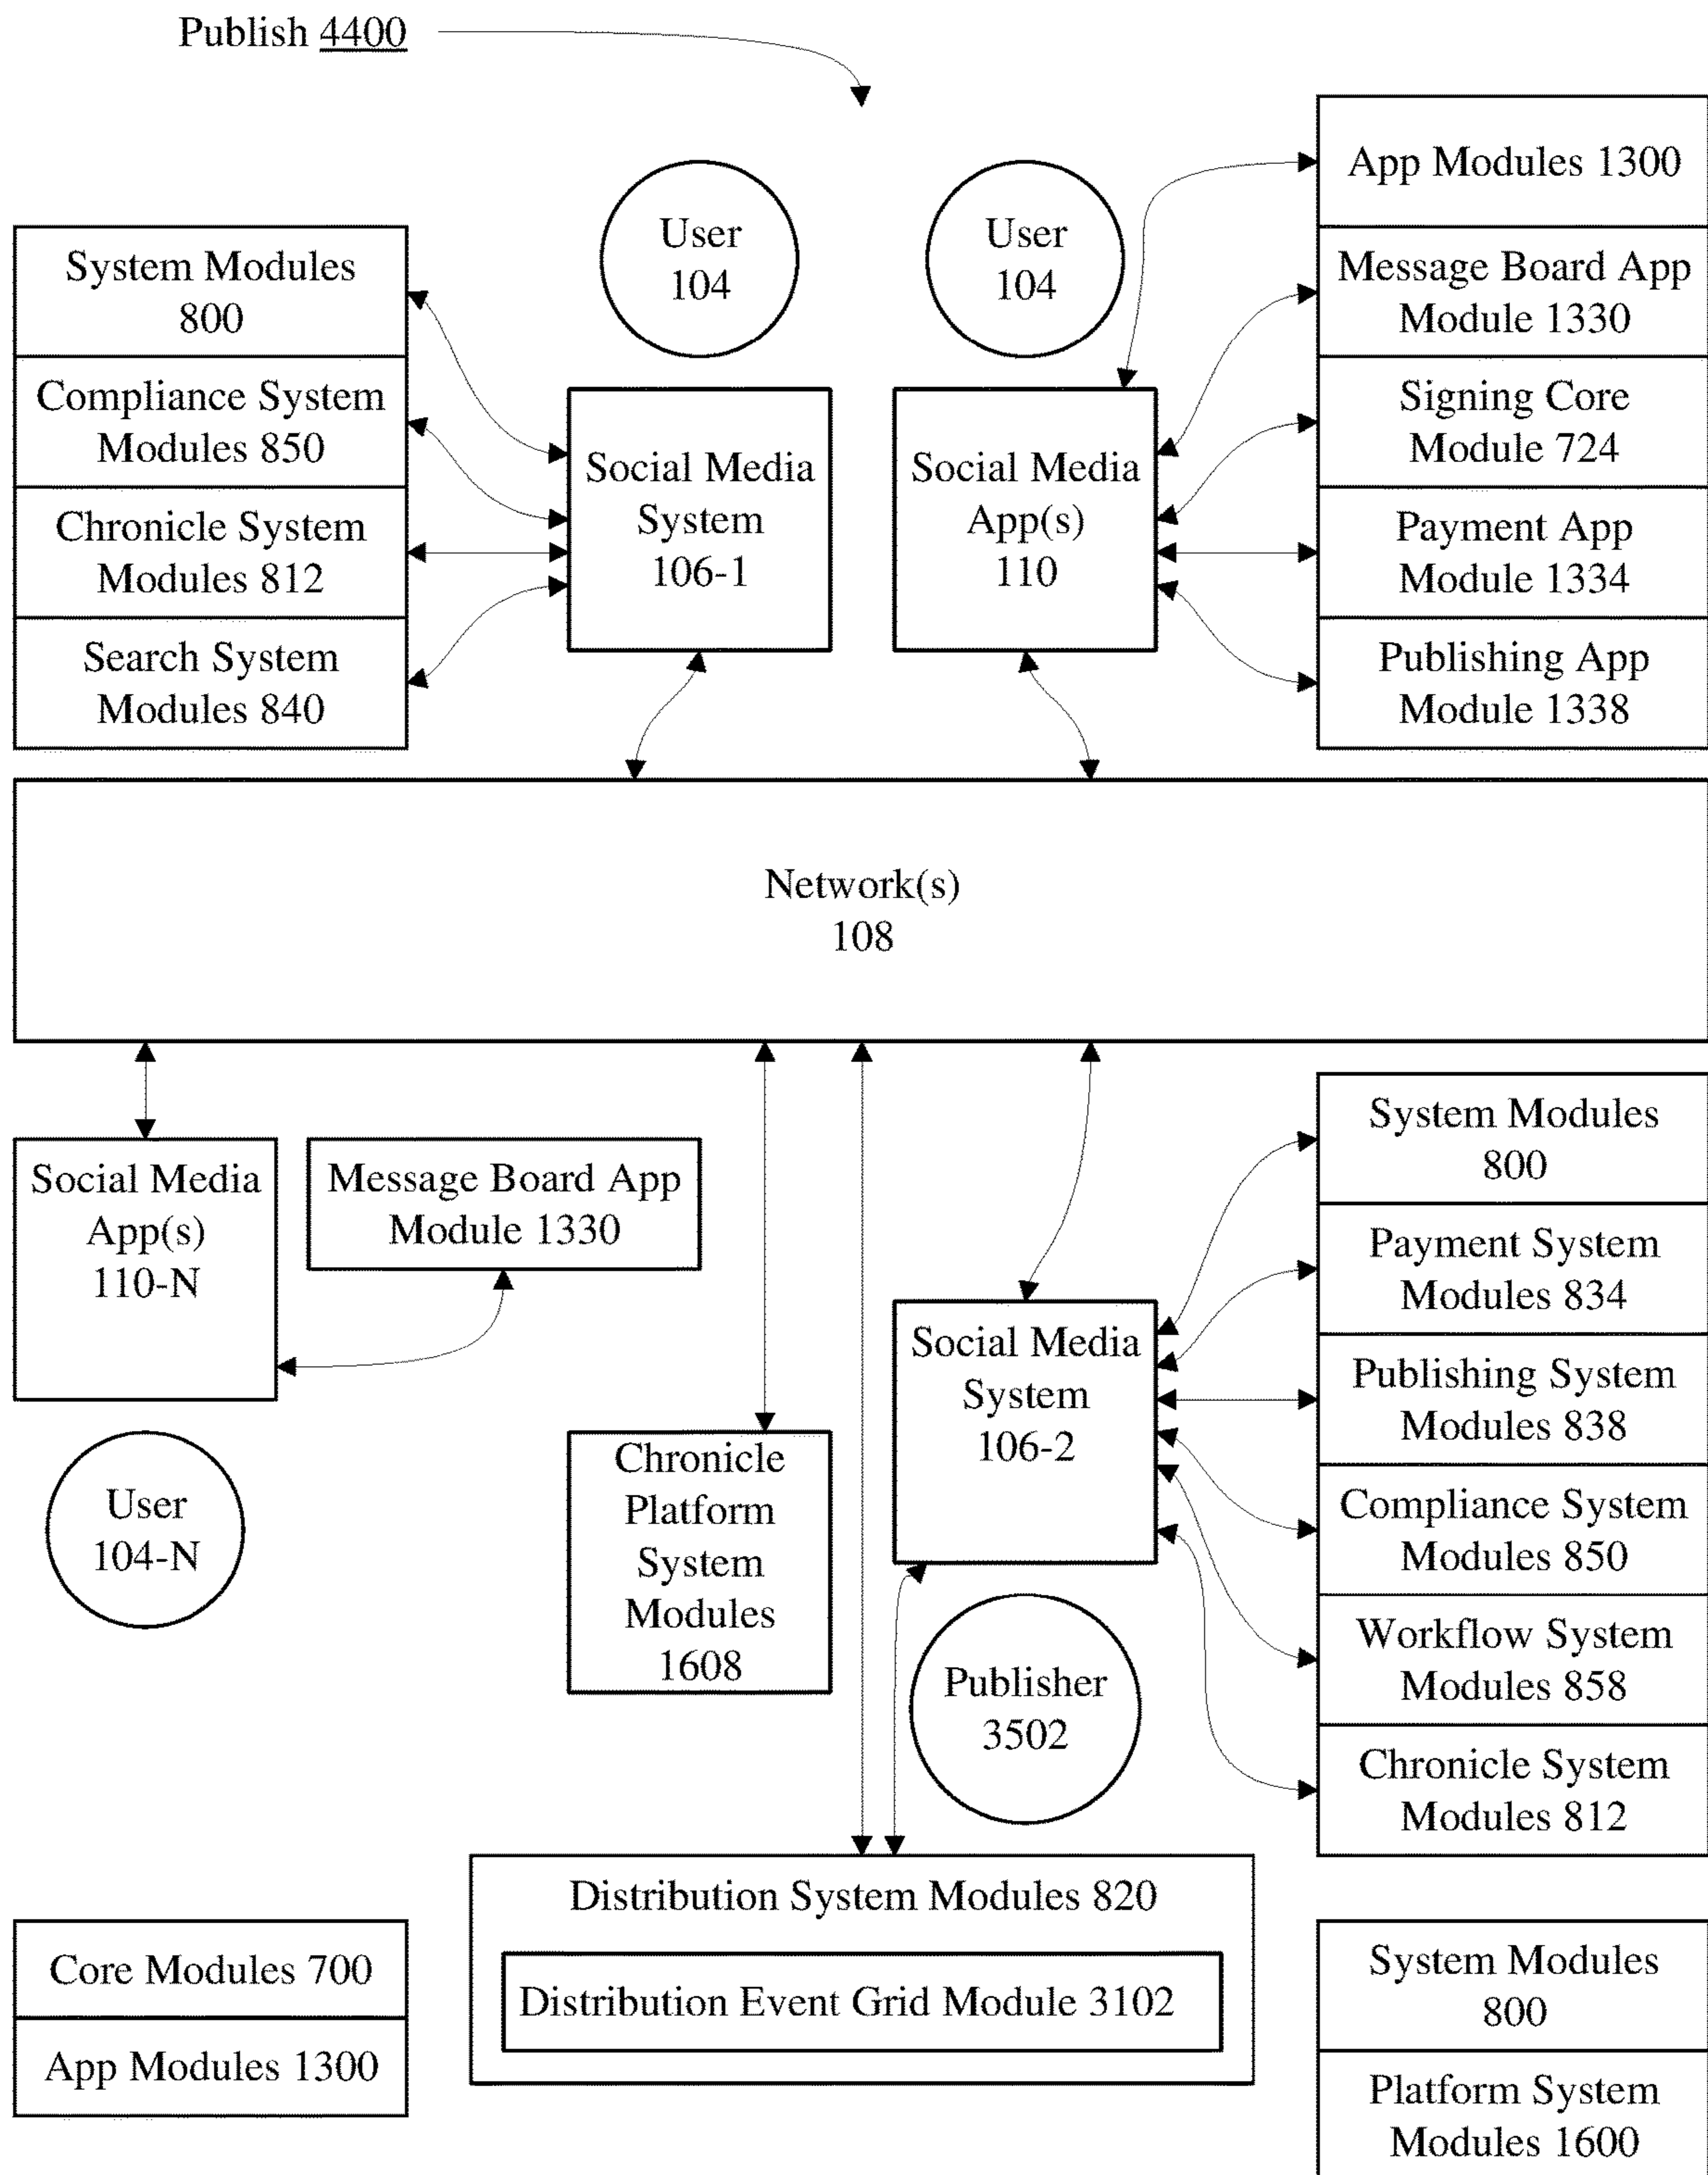 Publish 4400
User
104
User
104
System Modules
800
Compliance System
Modules 850
Chronicle System
Modules 812
Search System
Modules 840
Social Media
System
106-1
Social Media
App(s)
110
App Modules 1300
Message Board App
Module 1330
Signing Core
Module 724
Payment App
Module 1334
Publishing App
Module 1338
Network(s)
108
Social Media
App(s)
110-N
Message Board App
Module 1330
User
104-N
Chronicle
Platform
System
Modules
1608
Social Media
System
106-2
Publisher
3502
System Modules
800
Payment System
Modules 834
Publishing System
Modules 838
Compliance System
Modules 850
Workflow System
Modules 858
Chronicle System
Modules 812
Distribution System Modules 820
Distribution Event Grid Module 3102
Core Modules 700
App Modules 1300
System Modules
800
Platform System
Modules 1600